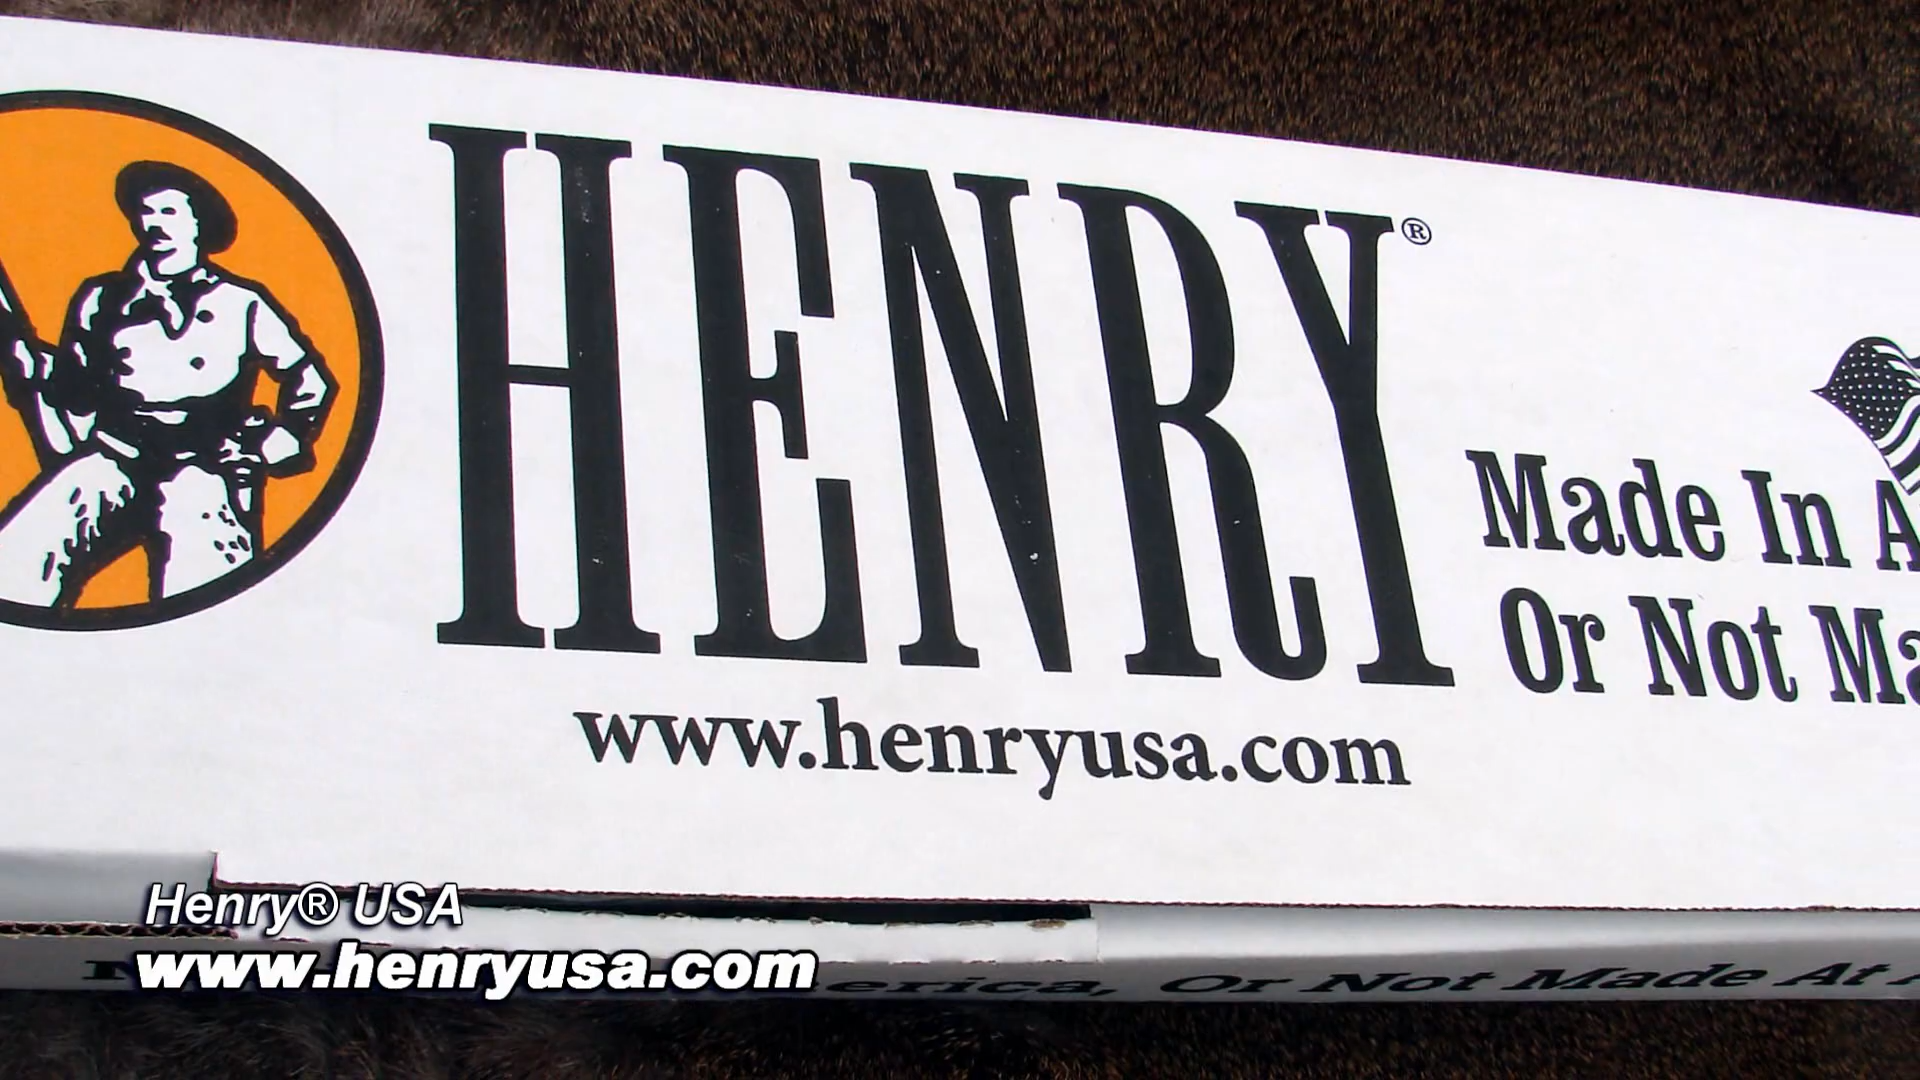 HENRY®
www.henryusa.com
Made In A
Or Not Ma
Henry® USA
www.henryusa.com
erica, Or Not Made At